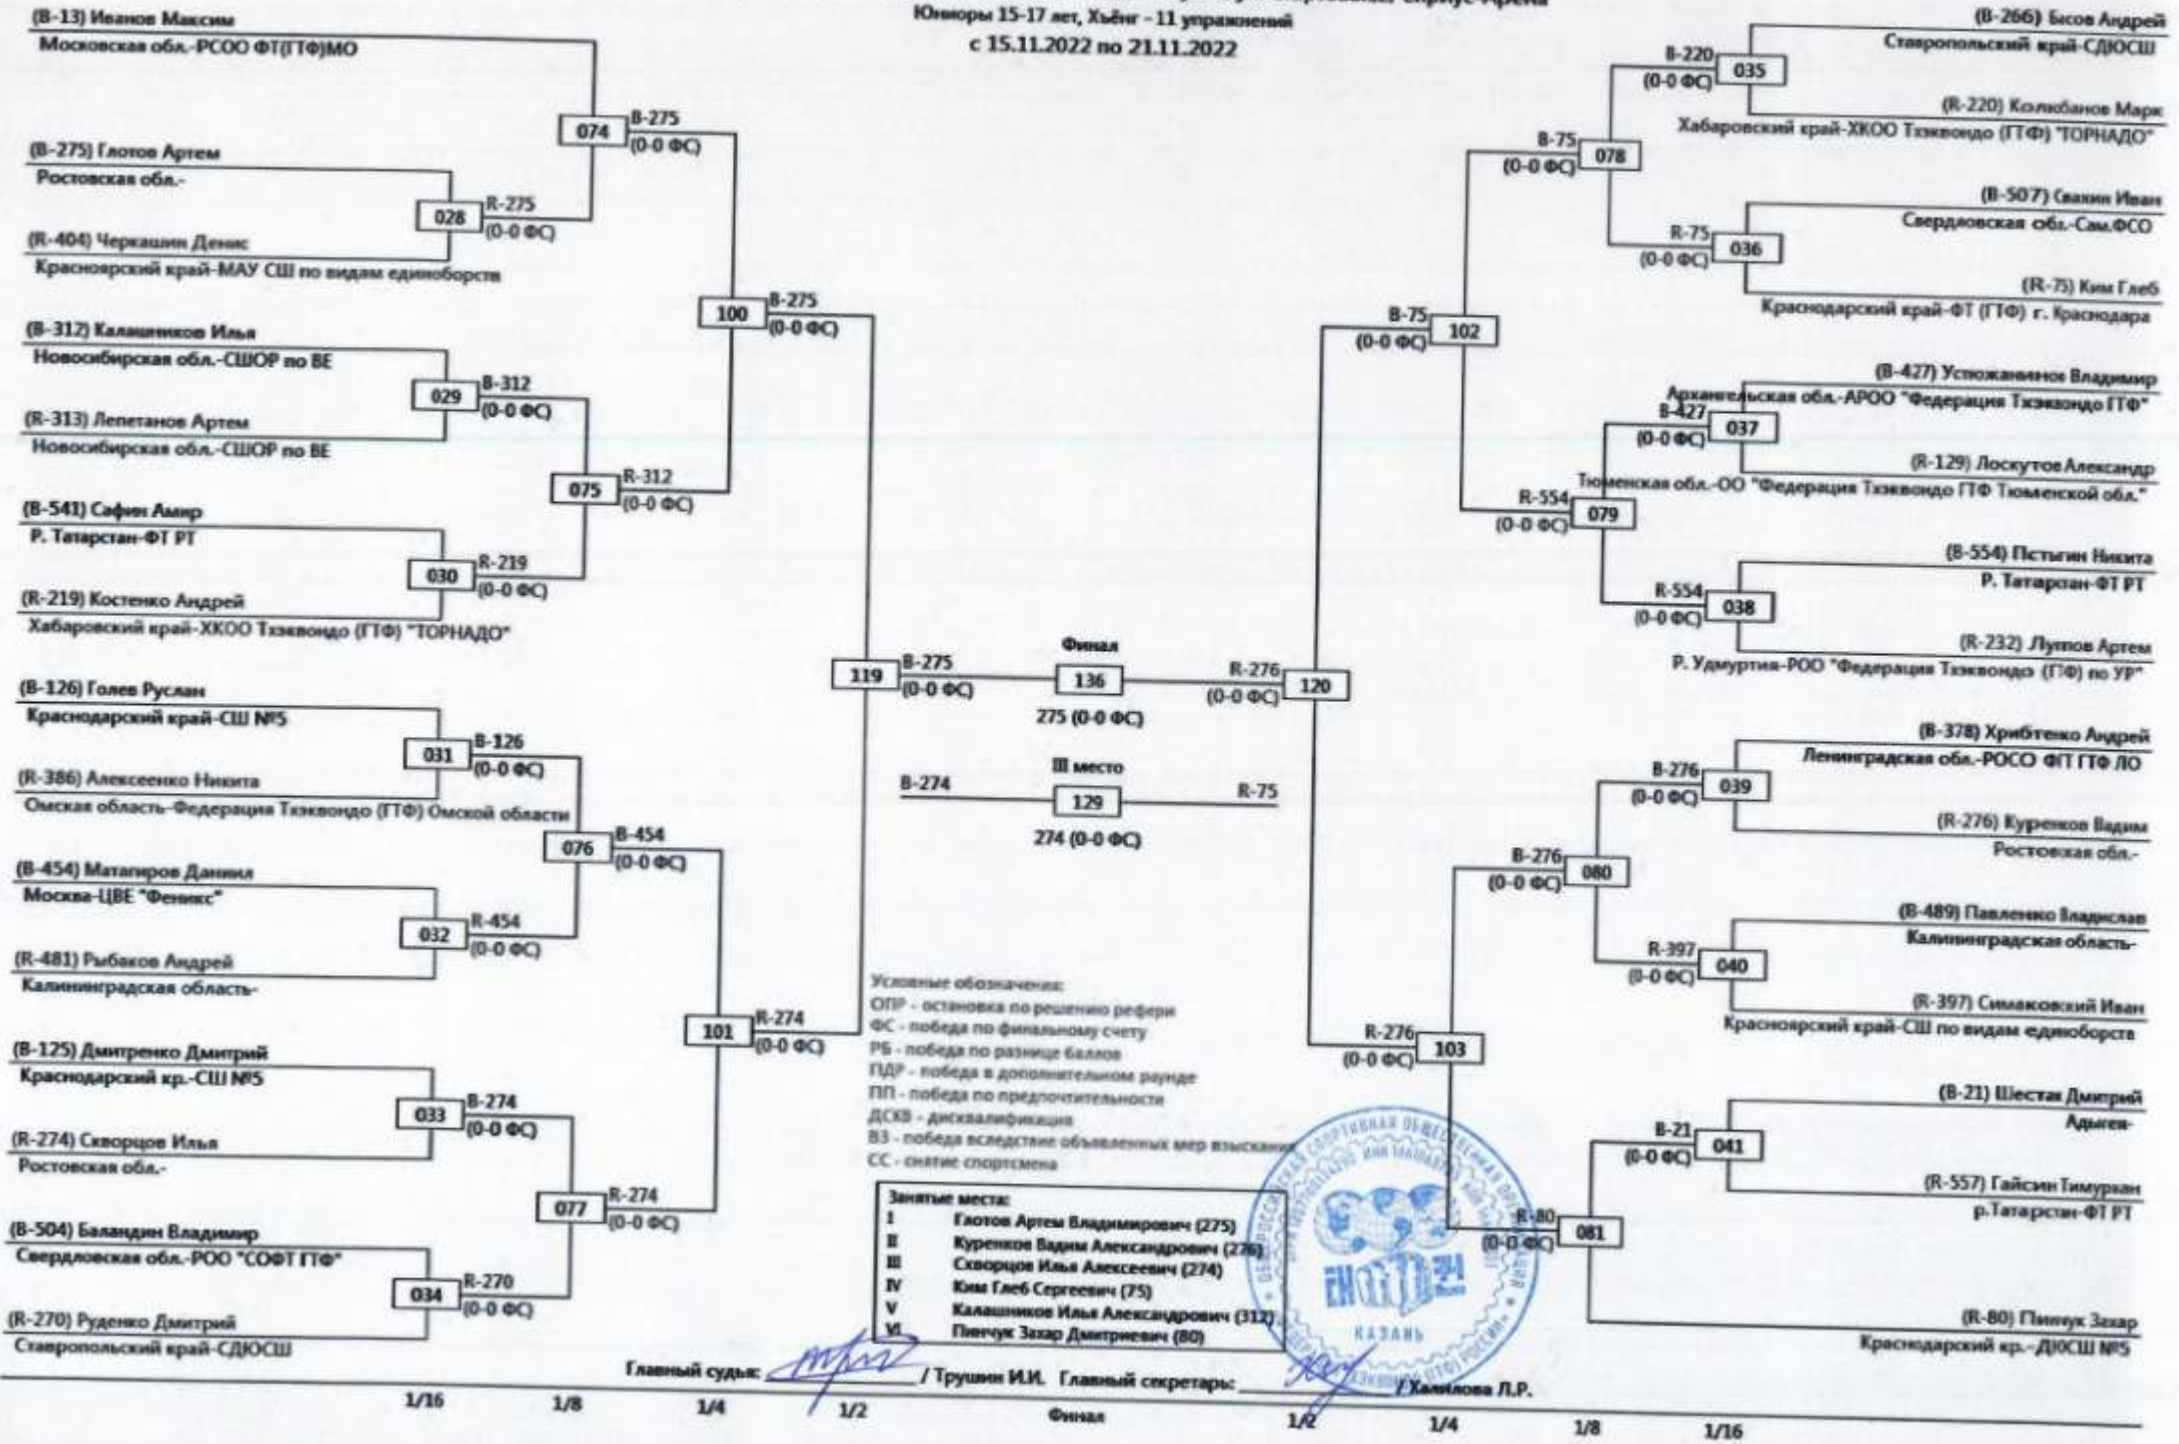 Юниоры 15-17 лет, Хъёнг - 11 упражнений
с 15.11.2022 по 21.11.2022
(B-13) Иванов Максим
Московская обл.-РСОО ФТ(ГТФ)МО
074
B-275
(0-0 ФС)
(B-275) Глотов Артем
Ростовская обл.-
028
R-275
(0-0 ФС)
(R-404) Черкашин Денис
Красноярский край-МАУ СШ по видам единоборств
100
B-275
(0-0 ФС)
(B-312) Калашников Илья
Новосибирская обл.-СШОР по ВЕ
029
B-312
(0-0 ФС)
(R-313) Лепетанов Артем
Новосибирская обл.-СШОР по ВЕ
075
R-312
(0-0 ФС)
(B-541) Сафин Амир
Р. Татарстан-ФТ РТ
030
R-219
(0-0 ФС)
(R-219) Костенко Андрей
Хабаровский край-ХКОО Тхэквондо (ГТФ) "ТОРНАДО"
119
B-275
(0-0 ФС)
(B-126) Голев Руслан
Краснодарский край-СШ №5
031
B-126
(0-0 ФС)
(R-386) Алексеенко Никита
Омская область-Федерация Тхэквондо (ГТФ) Омской области
076
B-454
(0-0 ФС)
(B-454) Матагиров Даниил
Москва-ЦВЕ "Феникс"
032
R-454
(0-0 ФС)
(R-481) Рыбаков Андрей
Калининградская область-
101
R-274
(0-0 ФС)
(B-125) Дмитренко Дмитрий
Краснодарский кр.-СШ №5
033
B-274
(0-0 ФС)
(R-274) Скворцов Илья
Ростовская обл.-
077
R-274
(0-0 ФС)
(B-504) Баландин Владимир
Свердловская обл.-РОО "СОФТ ГТФ"
034
R-270
(0-0 ФС)
(R-270) Руденко Дмитрий
Ставропольский край-СДЮСШ
Финал
136
275 (0-0 ФС)
III место
B-274
129
R-75
274 (0-0 ФС)
R-276
(0-0 ФС)
120
(B-266) Бісов Андрей
Ставропольский край-СДЮСШ
B-220
(0-0 ФС)
035
(R-220) Колюбанов Марк
Хабаровский край-ХКОО Тхэквондо (ГТФ) "ТОРНАДО"
B-75
(0-0 ФС)
078
(B-507) Свахин Иван
Свердловская обл.-Сам.ФСО
R-75
(0-0 ФС)
036
(R-75) Ким Глеб
Краснодарский край-ФТ (ГТФ) г. Краснодара
B-75
(0-0 ФС)
102
(B-427) Устюжанинов Владимир
Архангельская обл.-АРОО "Федерация Тхэквондо ГТФ"
B-427
(0-0 ФС)
037
(R-129) Лоскутов Александр
Тюменская обл.-ОО "Федерация Тхэквондо ГТФ Тюменской обл."
R-554
(0-0 ФС)
079
(B-554) Пстыгин Никита
Р. Татарстан-ФТ РТ
R-554
(0-0 ФС)
038
(R-232) Артем
Р. Удмуртия-РОО "Федерация Тхэквондо (ГТФ) по УР"
(B-378) Хрибтенко Андрей
Ленинградская обл.-РОСО ФТ ГТФ ЛО
B-276
(0-0 ФС)
039
(R-276) Куренков Вадим
Ростовская обл.-
B-276
(0-0 ФС)
080
(B-489) Павленко Владислав
Калининградская область-
R-397
(0-0 ФС)
040
(R-397) Симаковский Иван
Красноярский край-СШ по видам единоборств
R-276
(0-0 ФС)
103
(B-21) Шестак Дмитрий
Адыгея-
B-21
(0-0 ФС)
041
(R-557) Гайсин Тимурхан
р.Татарстан-ФТ РТ
R-80
(0-0 ФС)
081
(R-80) Пинчук Захар
Краснодарский кр.-ДЮСШ №5
Условные обозначения:
ОПР - остановка по решению рефери
ФС - победа по финальному счету
РБ - победа по разнице баллов
ПДР - победа в дополнительном раунде
ПП - победа по предпочтительности
ДСКВ - дисквалификация
ВЗ - победа вследствие объявленных мер взыскания
СС - снятие спортсмена
Занятые места:
I Глотов Артем Владимирович (275)
II Куренков Вадим Александрович (276)
III Скворцов Илья Алексеевич (274)
IV Ким Глеб Сергеевич (75)
V Калашников Илья Александрович (312)
VI Пинчук Захар Дмитриевич (80)
КАЗАНЬ
Главный судья: / Трушин И.И. Главный секретарь: / Халилова Л.Р.
1/16 1/8 1/4 1/2 Финал 1/2 1/4 1/8 1/16